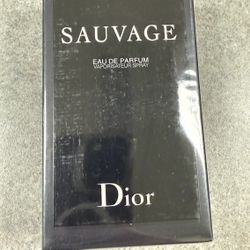 SAUVAGE
EAU DE PARFUM
VAPORISATEUR SPRAY
Dior